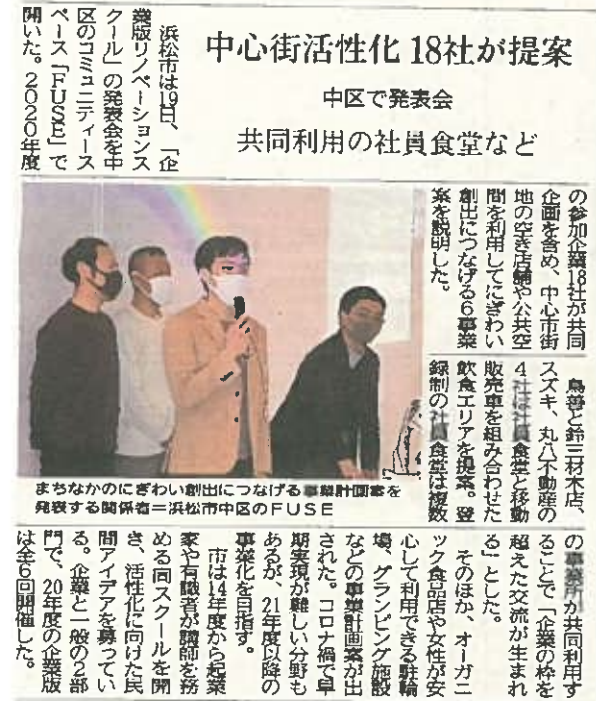 中心街活性化 18社が提案
中区で発表会
共同利用の社員食堂など
浜松市は19日、「企
業版リノベーションス
クール」の発表会を中
区のコミュニティース
ペース「FUSE」で
開いた。2020年度
の参加企業18社が共同
企画を含め、中心市街
地の空き店舗や公共空
間を利用してにぎわい
創出につなげる6事業
案を説明した。
鳥善と鈴三材木店、
スズキ、丸八不動産の
4社は社員食堂と移動
販売車を組み合わせた
飲食エリアを提案。登
録制の社員食堂は複数
の事業所が共同利用す
ることで「企業の枠を
超えた交流が生まれ
る」とした。
そのほか、オーガニ
ック食品店や女性が安
心して利用できる駐輪
場、グランピング施設
などの事業計画案が出
された。コロナ禍で早
期実現が難しい分野も
あるが、21年度以降の
事業化を目指す。
市は14年度から起業
家や有識者が講師を務
める同スクールを開
き、活性化に向けた民
間アイデアを募ってい
る。企業と一般の2部
門で、20年度の企業版
は全6回開催した。
まちなかのにぎわい創出につなげる事業計画案を
発表する関係者=浜松市中区のFUSE